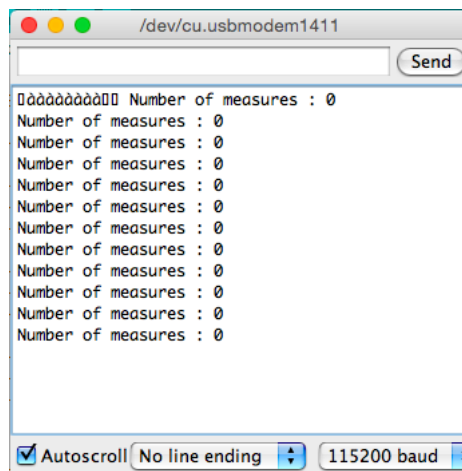 /dev/cu.usbmodem1411
Send
àààààààà Number of measures : 0
Number of measures : 0
Number of measures : 0
Number of measures : 0
Number of measures : 0
Number of measures : 0
Number of measures : 0
Number of measures : 0
Number of measures : 0
Number of measures : 0
Number of measures : 0
Number of measures : 0
Autoscroll No line ending 115200 baud